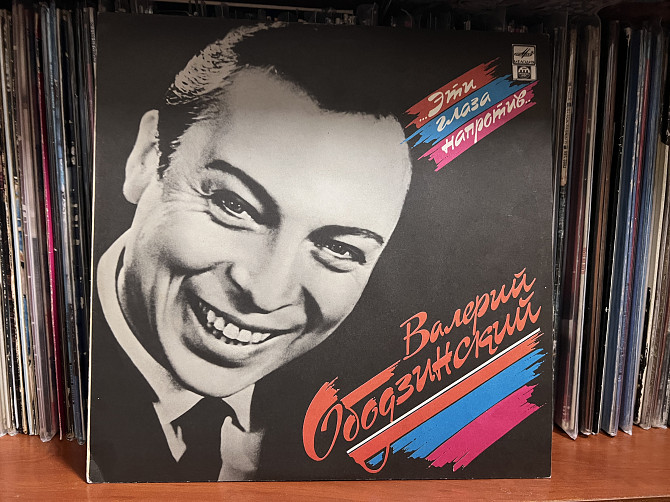 ...Эти
глаза
напротив...
Валерий
Ободзинский